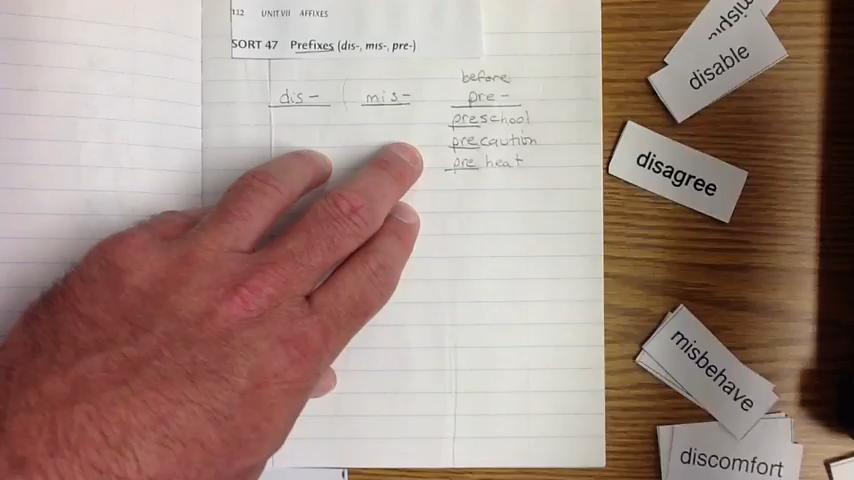 112 UNIT VII AFFIXES
SORT 47 Prefixes (dis-, mis-, pre-)
before
dis- mis- pre-
preschool
precaution
preheat
disable
disagree
misbehave
discomfort